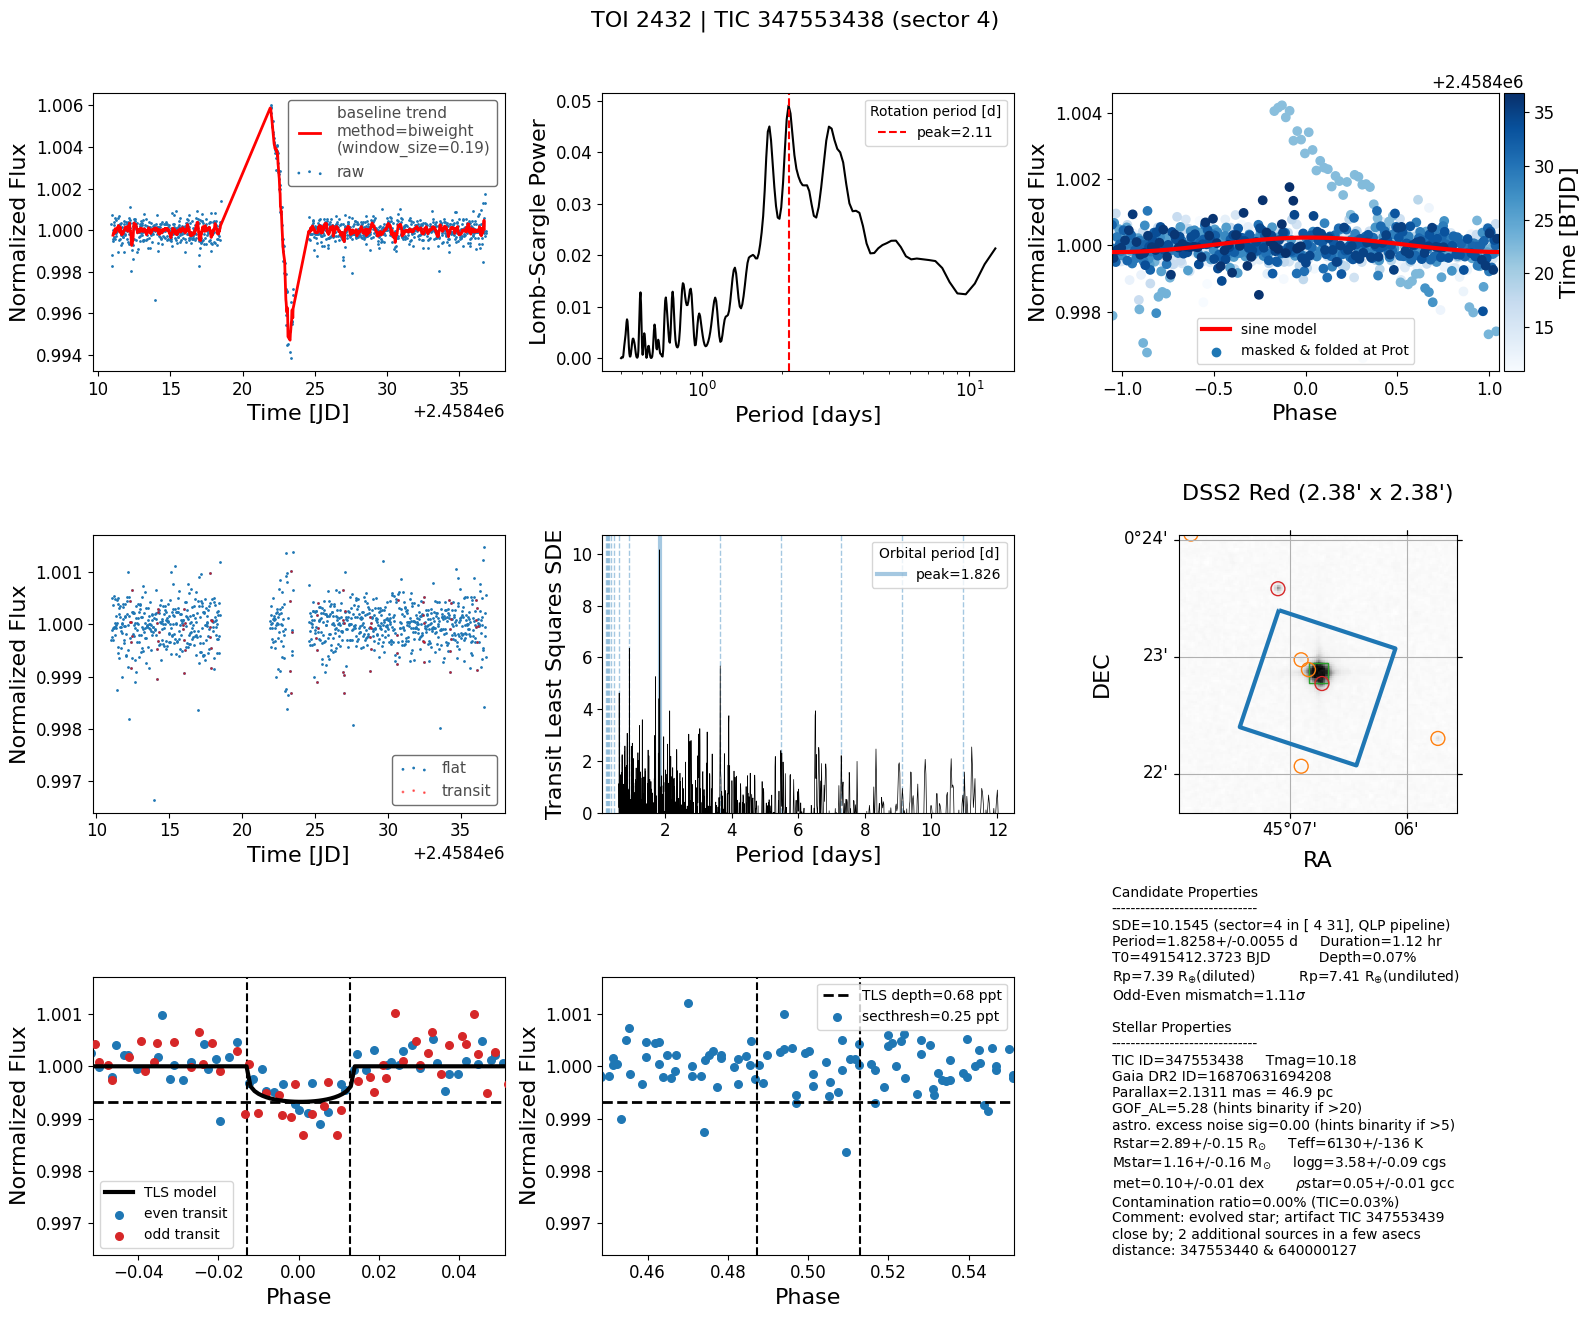 TOI 2432 | TIC 347553438 (sector 4)
Normalized Flux
1.006
1.004
1.002
1.000
0.998
0.996
0.994
baseline trend
method=biweight
(window_size=0.19)
raw
10
15
20
25
30
35
Time [JD]
+2.4584e6
Lomb-Scargle Power
0.05
0.04
0.03
0.02
0.01
0.00
Rotation period [d]
peak=2.11
10⁰
10¹
Period [days]
Normalized Flux
1.004
1.002
1.000
0.998
sine model
masked & folded at Prot
−1.0
−0.5
0.0
0.5
1.0
Phase
+2.4584e6
35
30
25
20
15
Time [BTJD]
Normalized Flux
1.001
1.000
0.999
0.998
0.997
flat
transit
10
15
20
25
30
35
Time [JD]
+2.4584e6
Transit Least Squares SDE
10
8
6
4
2
0
Orbital period [d]
peak=1.826
2
4
6
8
10
12
Period [days]
DSS2 Red (2.38' x 2.38')
DEC
0°24'
23'
22'
45°07'
06'
RA
Normalized Flux
1.001
1.000
0.999
0.998
0.997
TLS model
even transit
odd transit
−0.04
−0.02
0.00
0.02
0.04
Phase
Normalized Flux
1.001
1.000
0.999
0.998
0.997
TLS depth=0.68 ppt
secthresh=0.25 ppt
0.46
0.48
0.50
0.52
0.54
Phase
Candidate Properties
------------------------------
SDE=10.1545 (sector=4 in [ 4 31], QLP pipeline)
Period=1.8258+/-0.0055 d Duration=1.12 hr
T0=4915412.3723 BJD Depth=0.07%
Rp=7.39 R⊕(diluted) Rp=7.41 R⊕(undiluted)
Odd-Even mismatch=1.11σ
Stellar Properties
------------------------------
TIC ID=347553438 Tmag=10.18
Gaia DR2 ID=16870631694208
Parallax=2.1311 mas = 46.9 pc
GOF_AL=5.28 (hints binarity if >20)
astro. excess noise sig=0.00 (hints binarity if >5)
Rstar=2.89+/-0.15 R⊙ Teff=6130+/-136 K
Mstar=1.16+/-0.16 M⊙ logg=3.58+/-0.09 cgs
met=0.10+/-0.01 dex ρstar=0.05+/-0.01 gcc
Contamination ratio=0.00% (TIC=0.03%)
Comment: evolved star; artifact TIC 347553439
close by; 2 additional sources in a few asecs
distance: 347553440 & 640000127